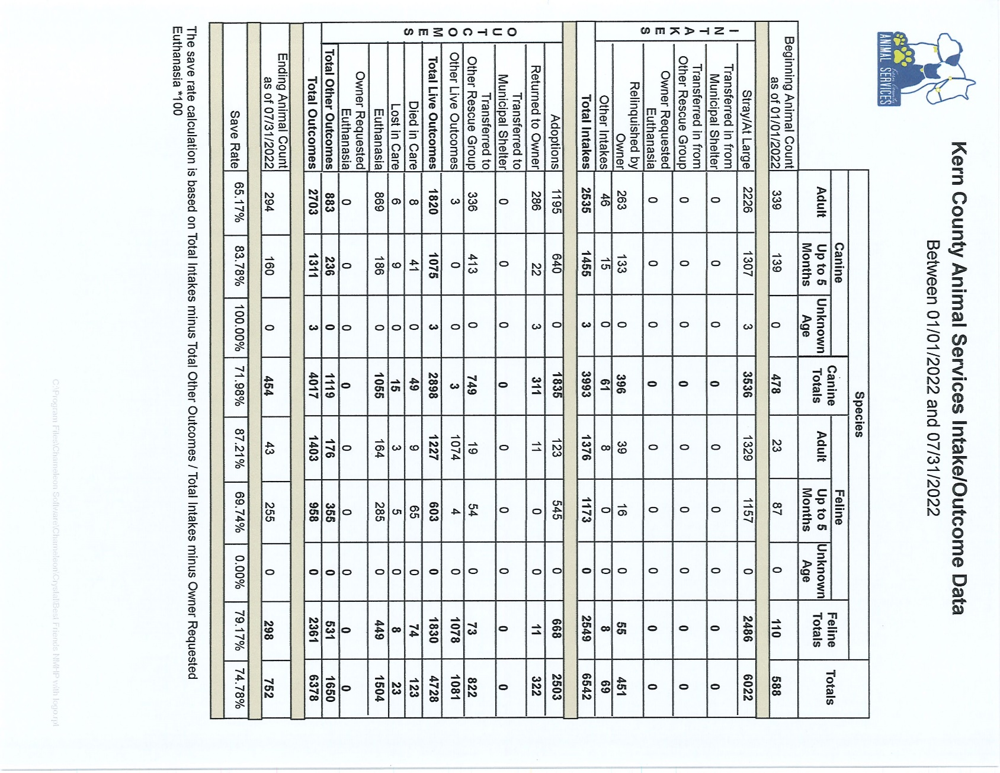 Kern County Animal Services Intake/Outcome Data
Between 01/01/2022 and 07/31/2022
Kern County
ANIMAL SERVICES
Species
Canine Canine Totals Feline Feline Totals Totals
Adult Up to 5 Months Unknown Age Adult Up to 5 Months Unknown Age
Beginning Animal Count as of 01/01/2022 339 139 0 478 23 87 0 110 588
INTAKES
Stray/At Large 2226 1307 3 3536 1329 1157 0 2486 6022
Transferred in from Municipal Shelter 0 0 0 0 0 0 0 0 0
Transferred in from Other Rescue Group 0 0 0 0 0 0 0 0 0
Owner Requested Euthanasia 0 0 0 0 0 0 0 0 0
Relinquished by Owner 263 133 0 396 39 16 0 55 451
Other Intakes 46 15 0 61 8 0 0 8 69
Total Intakes 2535 1455 3 3993 1376 1173 0 2549 6542
OUTCOMES
Adoptions 1195 640 0 1835 123 545 0 668 2503
Returned to Owner 286 22 3 311 11 0 0 11 322
Transferred to Municipal Shelter 0 0 0 0 0 0 0 0 0
Transferred to Other Rescue Group 336 413 0 749 19 54 0 73 822
Other Live Outcomes 3 0 0 3 1074 4 0 1078 1081
Total Live Outcomes 1820 1075 3 2898 1227 603 0 1830 4728
Died in Care 8 41 0 49 9 65 0 74 123
Lost in Care 6 9 0 15 3 5 0 8 23
Euthanasia 869 186 0 1055 164 285 0 449 1504
Owner Requested Euthanasia 0 0 0 0 0 0 0 0 0
Total Other Outcomes 883 236 0 1119 176 355 0 531 1650
Total Outcomes 2703 1311 3 4017 1403 958 0 2361 6378
Ending Animal Count as of 07/31/2022 294 160 0 454 43 255 0 298 752
Save Rate 65.17% 83.78% 100.00% 71.98% 87.21% 69.74% 0.00% 79.17% 74.78%
The save rate calculation is based on Total Intakes minus Total Other Outcomes / Total Intakes minus Owner Requested
Euthanasia *100
C:\Program Files\Chameleon Software\Chameleon\Crystal\Best Friends NMHP with logo.rpt